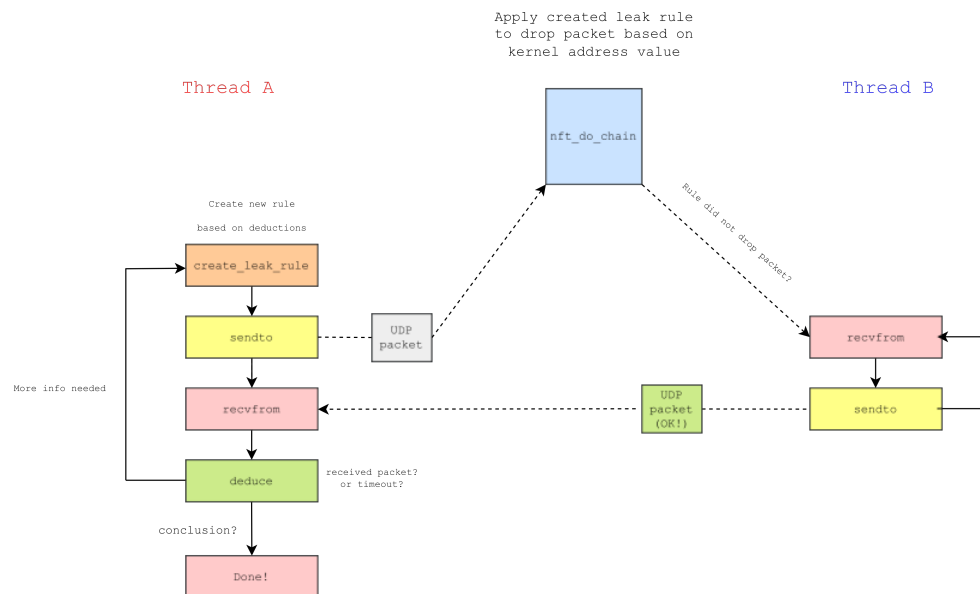 Apply created leak rule
to drop packet based on
kernel address value
Thread A
Thread B
nft_do_chain
Rule did not drop packet?
Create new rule
based on deductions
create_leak_rule
sendto
UDP
packet
recvfrom
More info needed
recvfrom
UDP
packet
(OK!)
sendto
deduce
received packet?
or timeout?
conclusion?
Done!